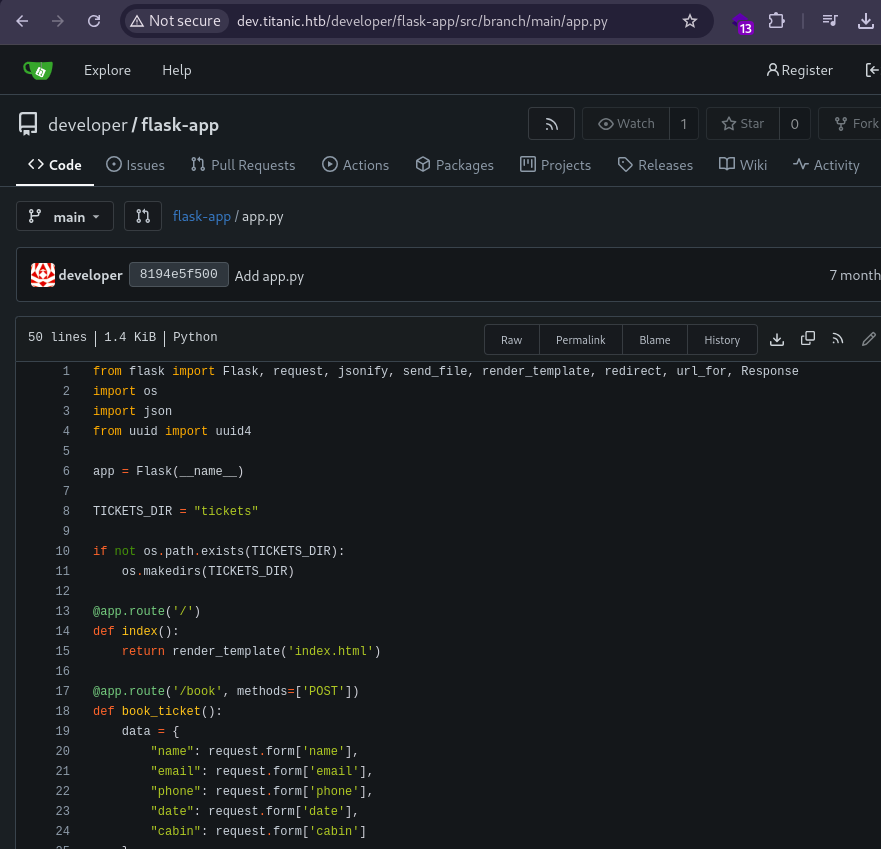 Not secure dev.titanic.htb/developer/flask-app/src/branch/main/app.py 13
Explore Help Register
developer / flask-app Watch 1 Star 0 Fork
Code Issues Pull Requests Actions Packages Projects Releases Wiki Activity
main flask-app / app.py
developer 8194e5f500 Add app.py 7 month
50 lines | 1.4 KiB | Python Raw Permalink Blame History
1 from flask import Flask, request, jsonify, send_file, render_template, redirect, url_for, Response
2 import os
3 import json
4 from uuid import uuid4
5
6 app = Flask(__name__)
7
8 TICKETS_DIR = "tickets"
9
10 if not os.path.exists(TICKETS_DIR):
11     os.makedirs(TICKETS_DIR)
12
13 @app.route('/')
14 def index():
15     return render_template('index.html')
16
17 @app.route('/book', methods=['POST'])
18 def book_ticket():
19     data = {
20         "name": request.form['name'],
21         "email": request.form['email'],
22         "phone": request.form['phone'],
23         "date": request.form['date'],
24         "cabin": request.form['cabin']